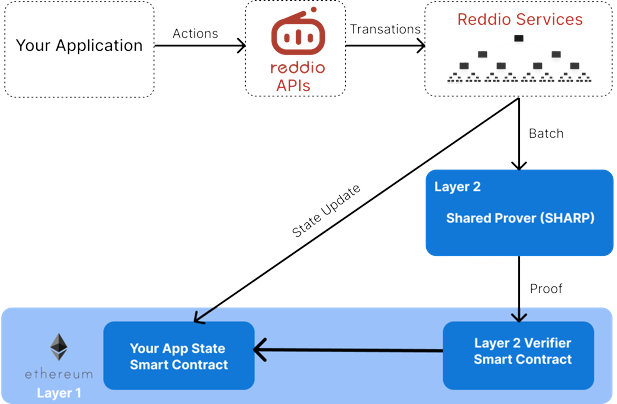 Your Application
Actions
reddio
APIs
Transations
Reddio Services
Batch
Layer 2
Shared Prover (SHARP)
State Update
Proof
ethereum
Layer 1
Your App State
Smart Contract
Layer 2 Verifier
Smart Contract